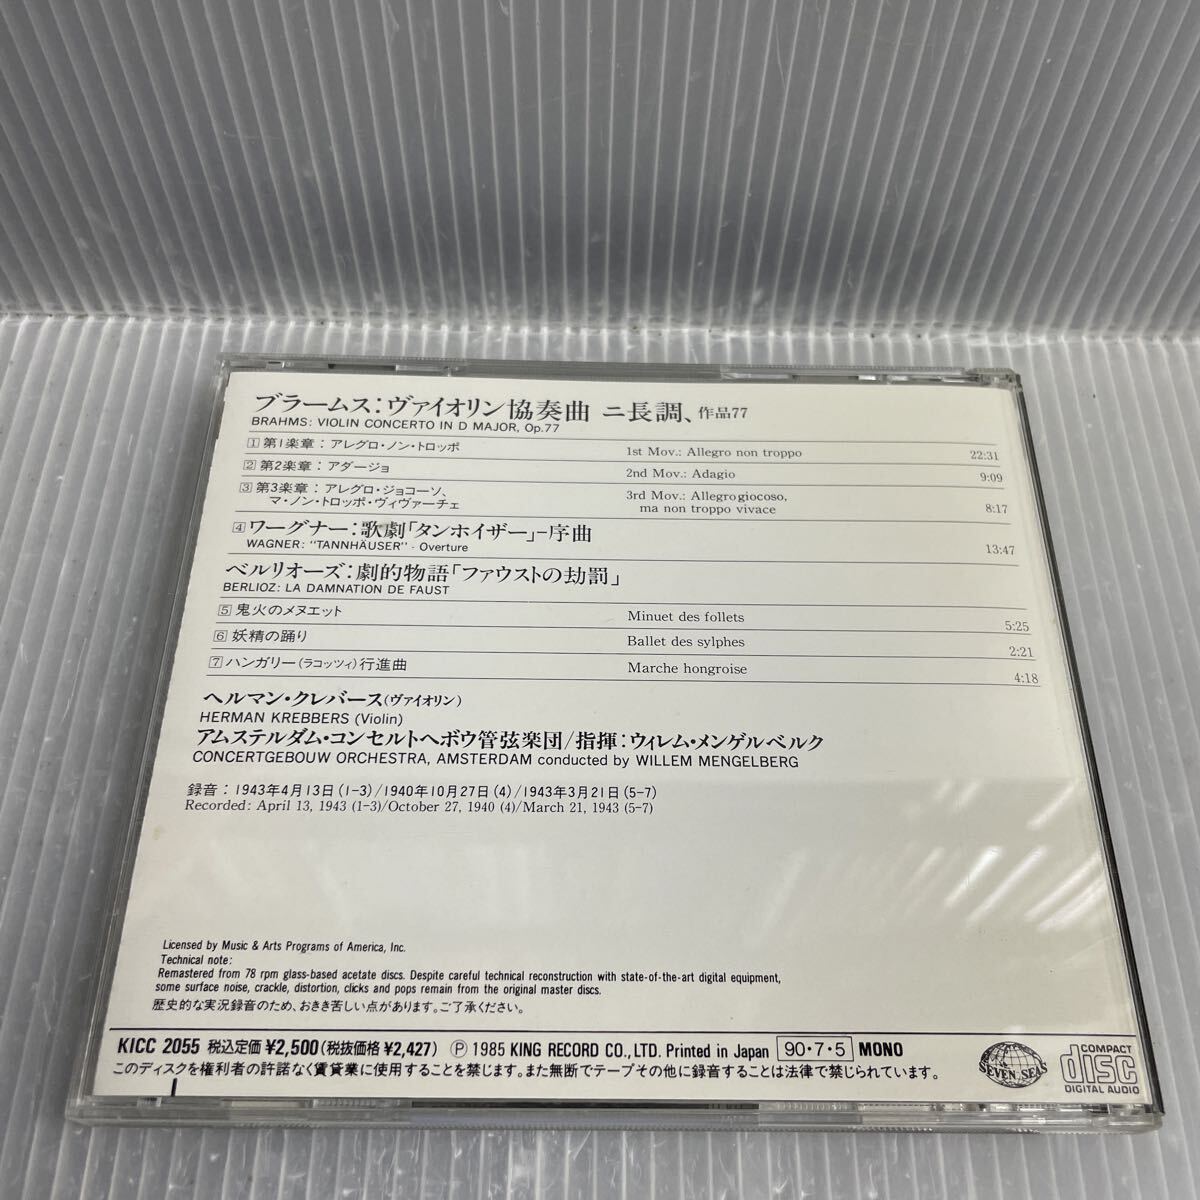 ブラームス:ヴァイオリン協奏曲 ニ長調、作品77
BRAHMS: VIOLIN CONCERTO IN D MAJOR, Op.77
1 第1楽章:アレグロ・ノン・トロッポ 1st Mov.: Allegro non troppo 22:31
2 第2楽章:アダージョ 2nd Mov.: Adagio 9:09
3 第3楽章:アレグロ・ジョコーソ、 3rd Mov.: Allegro giocoso,
マ・ノン・トロッポ・ヴィヴァーチェ ma non troppo vivace 8:17
4 ワーグナー:歌劇「タンホイザー」-序曲
WAGNER: "TANNHÄUSER" - Overture 13:47
ベルリオーズ:劇的物語「ファウストの劫罰」
BERLIOZ: LA DAMNATION DE FAUST
5 鬼火のメヌエット Minuet des follets 5:25
6 妖精の踊り Ballet des sylphes 2:21
7 ハンガリー(ラコッツィ)行進曲 Marche hongroise 4:18
ヘルマン・クレバース(ヴァイオリン)
HERMAN KREBBERS (Violin)
アムステルダム・コンセルトヘボウ管弦楽団/指揮:ウィレム・メンゲルベルク
CONCERTGEBOUW ORCHESTRA, AMSTERDAM conducted by WILLEM MENGELBERG
録音:1943年4月13日(1-3)/1940年10月27日(4)/1943年3月21日(5-7)
Recorded: April 13, 1943 (1-3)/October 27, 1940 (4)/March 21, 1943 (5-7)
Licensed by Music & Arts Programs of America, Inc.
Technical note:
Remastered from 78 rpm glass-based acetate discs. Despite careful technical reconstruction with state-of-the-art digital equipment,
some surface noise, crackle, distortion, clicks and pops remain from the original master discs.
歴史的な実況録音のため、おきき苦しい点があります。ご了承ください。
KICC 2055 税込定価¥2,500(税抜価格¥2,427) Ⓟ 1985 KING RECORD CO., LTD. Printed in Japan 90・7・5 MONO
このディスクを権利者の許諾なく賃貸業に使用することを禁じます。また無断でテープその他に録音することは法律で禁じられています。
SEVEN SEAS
COMPACT
disc
DIGITAL AUDIO